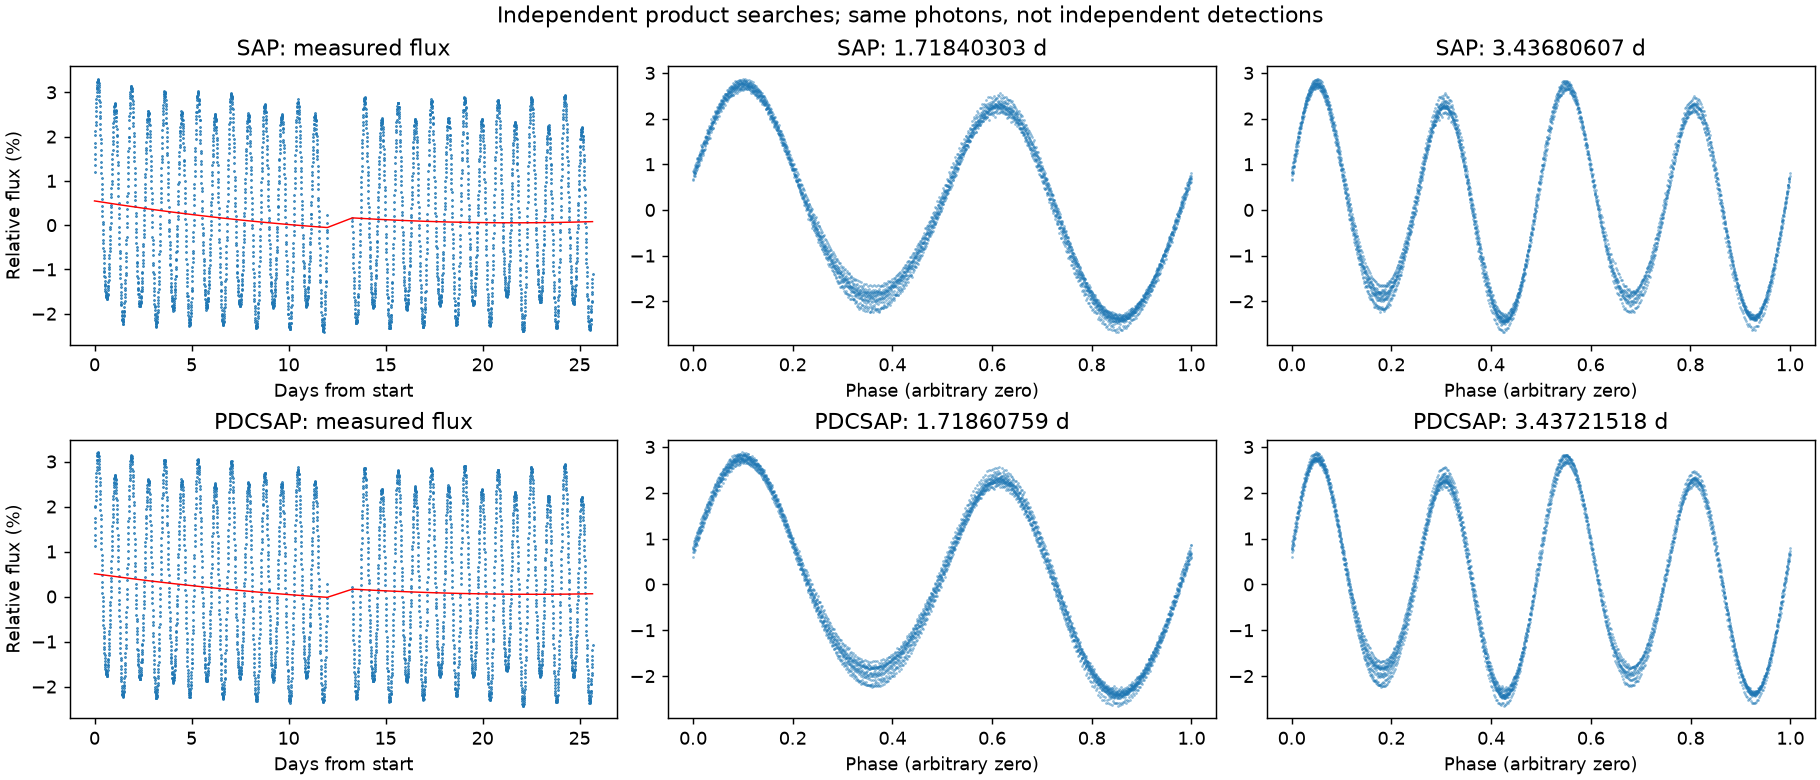 Independent product searches; same photons, not independent detections
SAP: measured flux
SAP: 1.71840303 d
SAP: 3.43680607 d
Relative flux (%)
3
2
1
0
−1
−2
0 5 10 15 20 25
Days from start
3
2
1
0
−1
−2
0.0 0.2 0.4 0.6 0.8 1.0
Phase (arbitrary zero)
3
2
1
0
−1
−2
0.0 0.2 0.4 0.6 0.8 1.0
Phase (arbitrary zero)
PDCSAP: measured flux
PDCSAP: 1.71860759 d
PDCSAP: 3.43721518 d
Relative flux (%)
3
2
1
0
−1
−2
0 5 10 15 20 25
Days from start
3
2
1
0
−1
−2
0.0 0.2 0.4 0.6 0.8 1.0
Phase (arbitrary zero)
3
2
1
0
−1
−2
0.0 0.2 0.4 0.6 0.8 1.0
Phase (arbitrary zero)